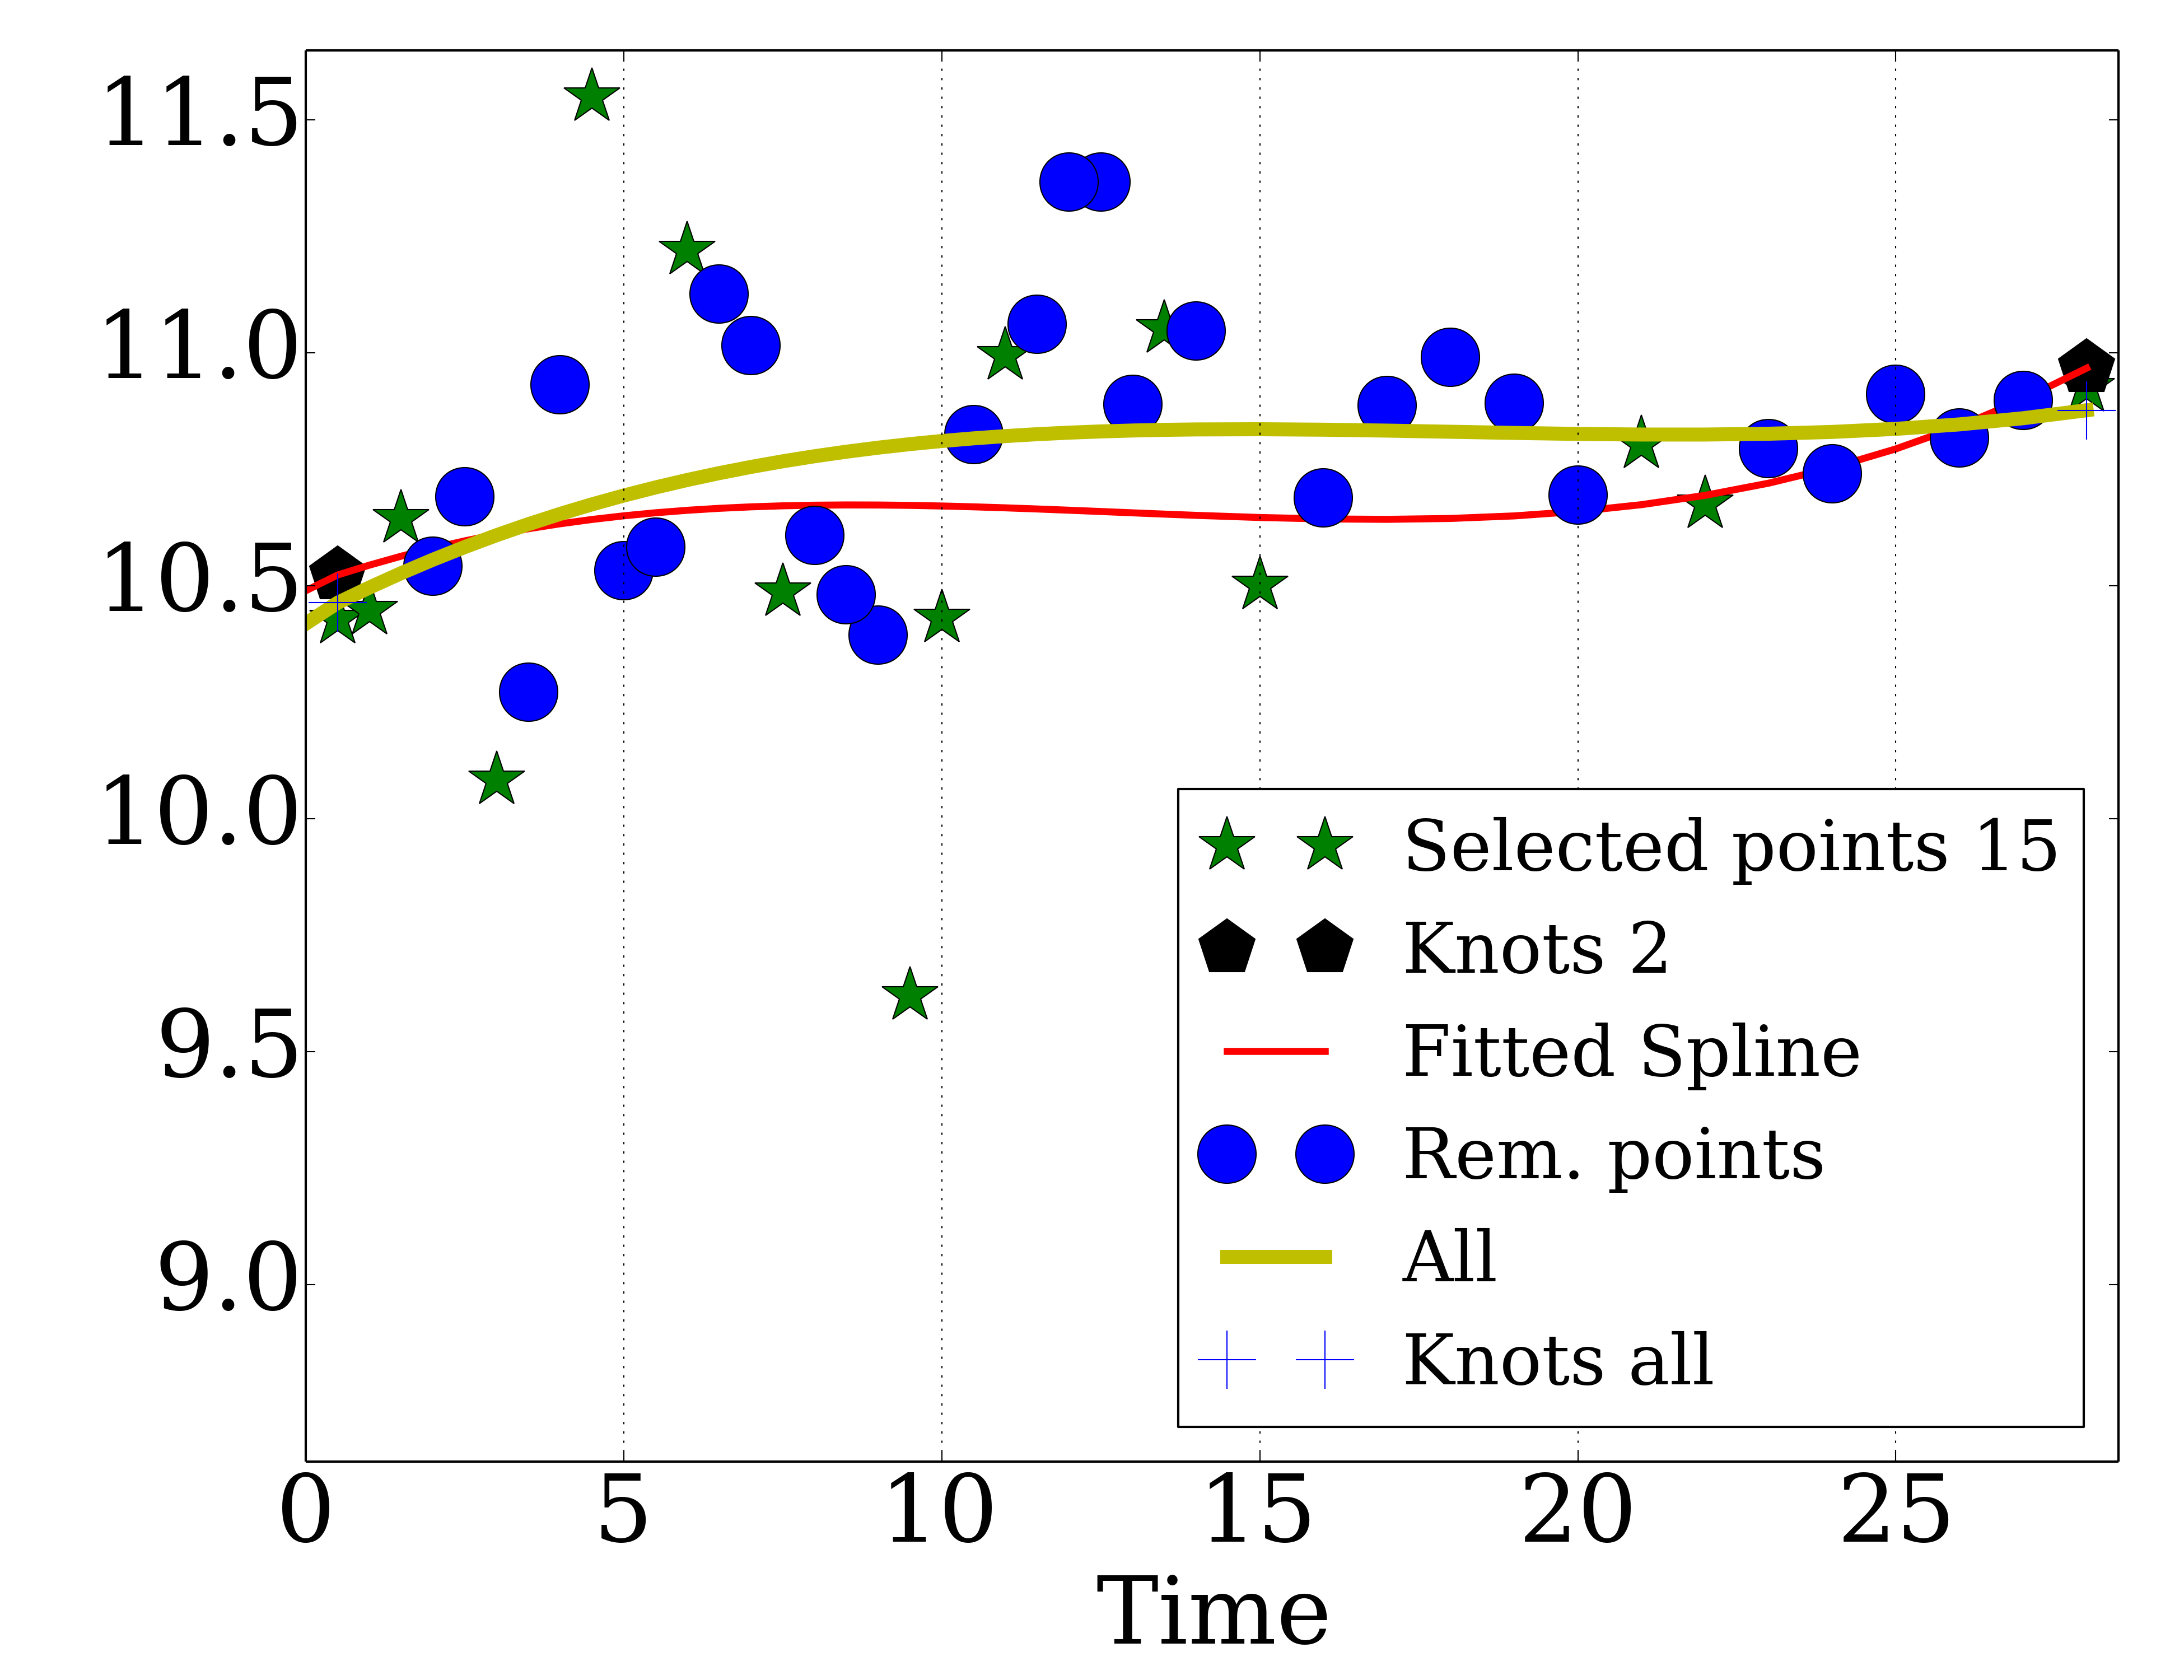 11.5
11.0
10.5
10.0
9.5
9.0
Selected points 15
Knots 2
Fitted Spline
Rem. points
All
Knots all
0 5 10 15 20 25
Time